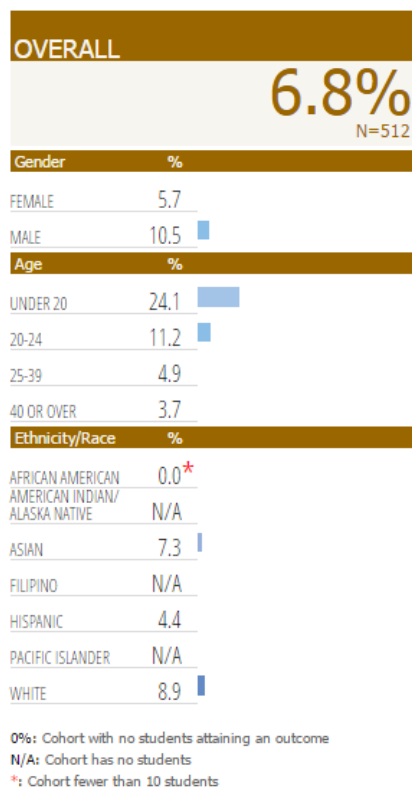 OVERALL
6.8%
N=512
Gender %
FEMALE 5.7
MALE 10.5
Age %
UNDER 20 24.1
20-24 11.2
25-39 4.9
40 OR OVER 3.7
Ethnicity/Race %
AFRICAN AMERICAN 0.0*
AMERICAN INDIAN/
ALASKA NATIVE N/A
ASIAN 7.3
FILIPINO N/A
HISPANIC 4.4
PACIFIC ISLANDER N/A
WHITE 8.9
0%: Cohort with no students attaining an outcome
N/A: Cohort has no students
*: Cohort fewer than 10 students